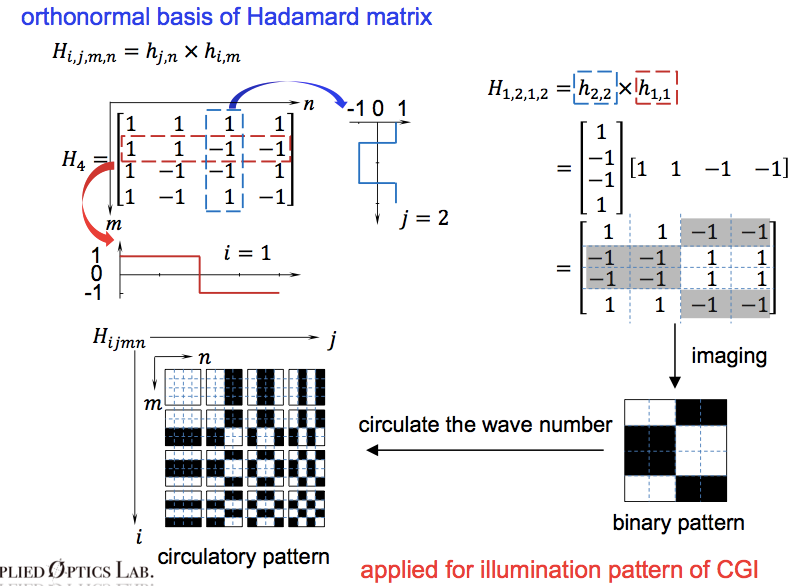 orthonormal basis of Hadamard matrix
H_{i,j,m,n} = h_{j,n} × h_{i,m}
H_{1,2,1,2} = h_{2,2} × h_{1,1}
n
-1 0 1
H_4 =
[1 1 1 1
1 1 −1 −1
1 −1 −1 1
1 −1 1 −1]
m
j = 2
i = 1
1
0
-1
= [1
−1
−1
1] [1 1 −1 −1]
= [1 1 −1 −1
−1 −1 1 1
−1 −1 1 1
1 1 −1 −1]
imaging
H_{ijmn}
j
n
m
i
circulate the wave number
binary pattern
circulatory pattern
PLIED OPTICS LAB.
applied for illumination pattern of CGI